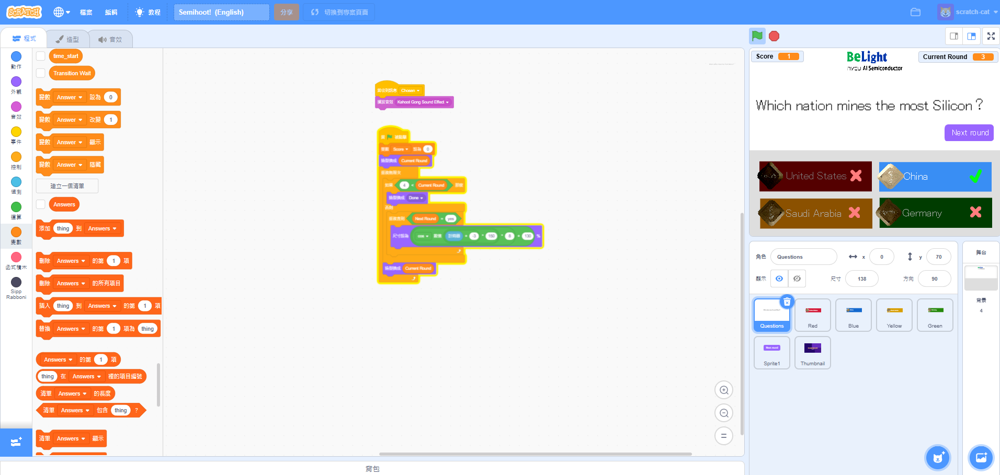 SCRATCH 檔案 編輯 教程 Semihoot! (English) 分享 切換到專案頁面 scratch-cat
程式 造型 音效
動作
外觀
音效
事件
控制
偵測
運算
變數
函式積木
Sipp
Rabboni
time_start
Transition Wait
變數 Answer 設為 0
變數 Answer 改變 1
變數 Answer 顯示
變數 Answer 隱藏
建立一個清單
Answers
添加 thing 到 Answers
刪除 Answers 的第 1 項
刪除 Answers 的所有項目
插入 thing 到 Answers 的第 1 項
替換 Answers 的第 1 項為 thing
Answers 的第 1 項
thing 在 Answers 裡的項目編號
清單 Answers 的長度
清單 Answers 包含 thing ?
清單 Answers 顯示
當收到訊息 Chosen
播放音效 Kahoot Gong Sound Effect
當 被點擊
變數 Score 設為 0
造型換成 Current Round
重複無限次
如果 4 < Current Round 那麼
造型換成 Done
否則
重複直到 Next Round = yes
尺寸設為 cos 數值 計時器 + -3 * 150 * 8 + 130 %
造型換成 Current Round
背包
Score 1
BeLight
NYCU AI Semiconductor
Current Round 3
Which nation mines the most Silicon？
Next round
United States
China
Saudi Arabia
Germany
角色 Questions x 0 y 70
顯示 尺寸 138 方向 90
Questions
Red
Blue
Yellow
Green
Next round
Sprite1
Thumbnail
舞台
背景
4